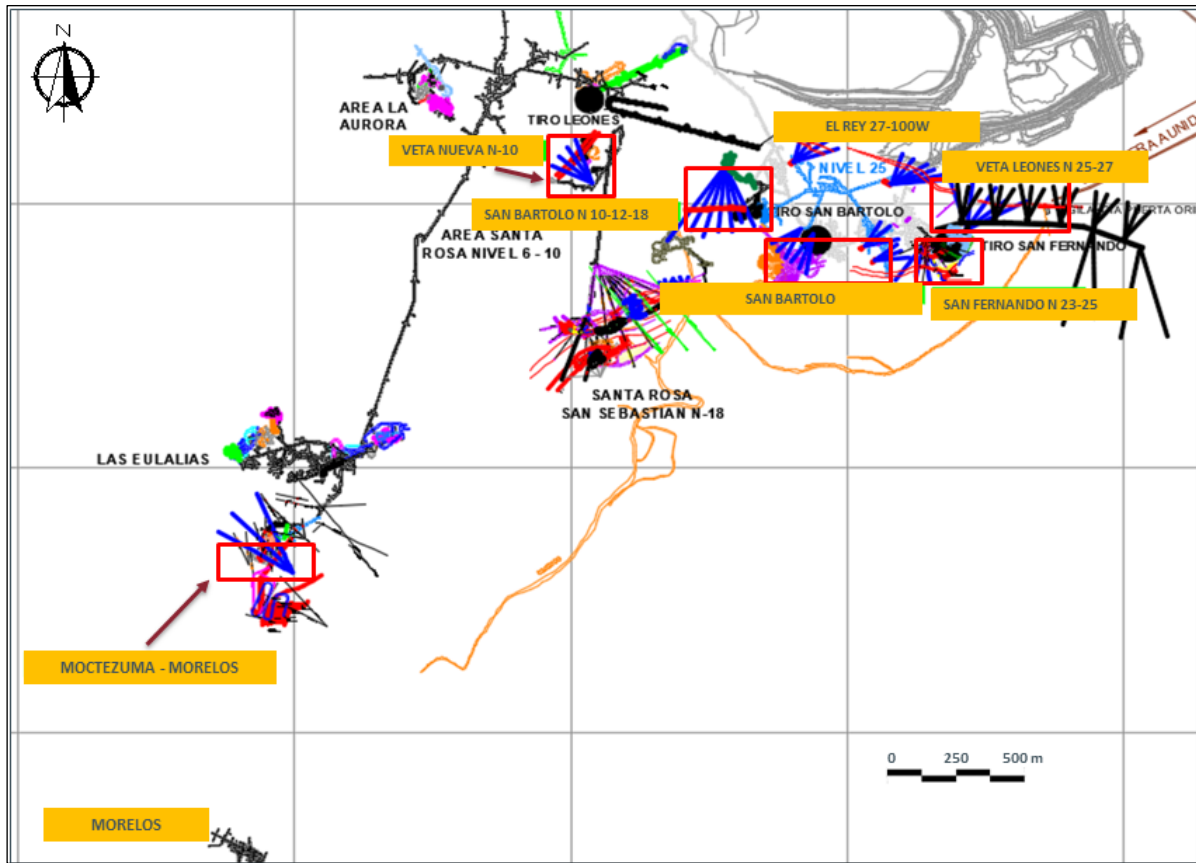 N
AREA LA
AURORA
TIRO LEONES
EL REY 27-100W
VETA NUEVA N-10
VETA LEONES N 25-27
NIVEL 25
SAN BARTOLO N 10-12-18
TIRO SAN BARTOLO
AREA SANTA
ROSA NIVEL 6 - 10
TIRO SAN FERNANDO
SAN BARTOLO
SAN FERNANDO N 23-25
SANTA ROSA
SAN SEBASTIAN N-18
LAS EULALIAS
MOCTEZUMA - MORELOS
0 250 500 m
MORELOS